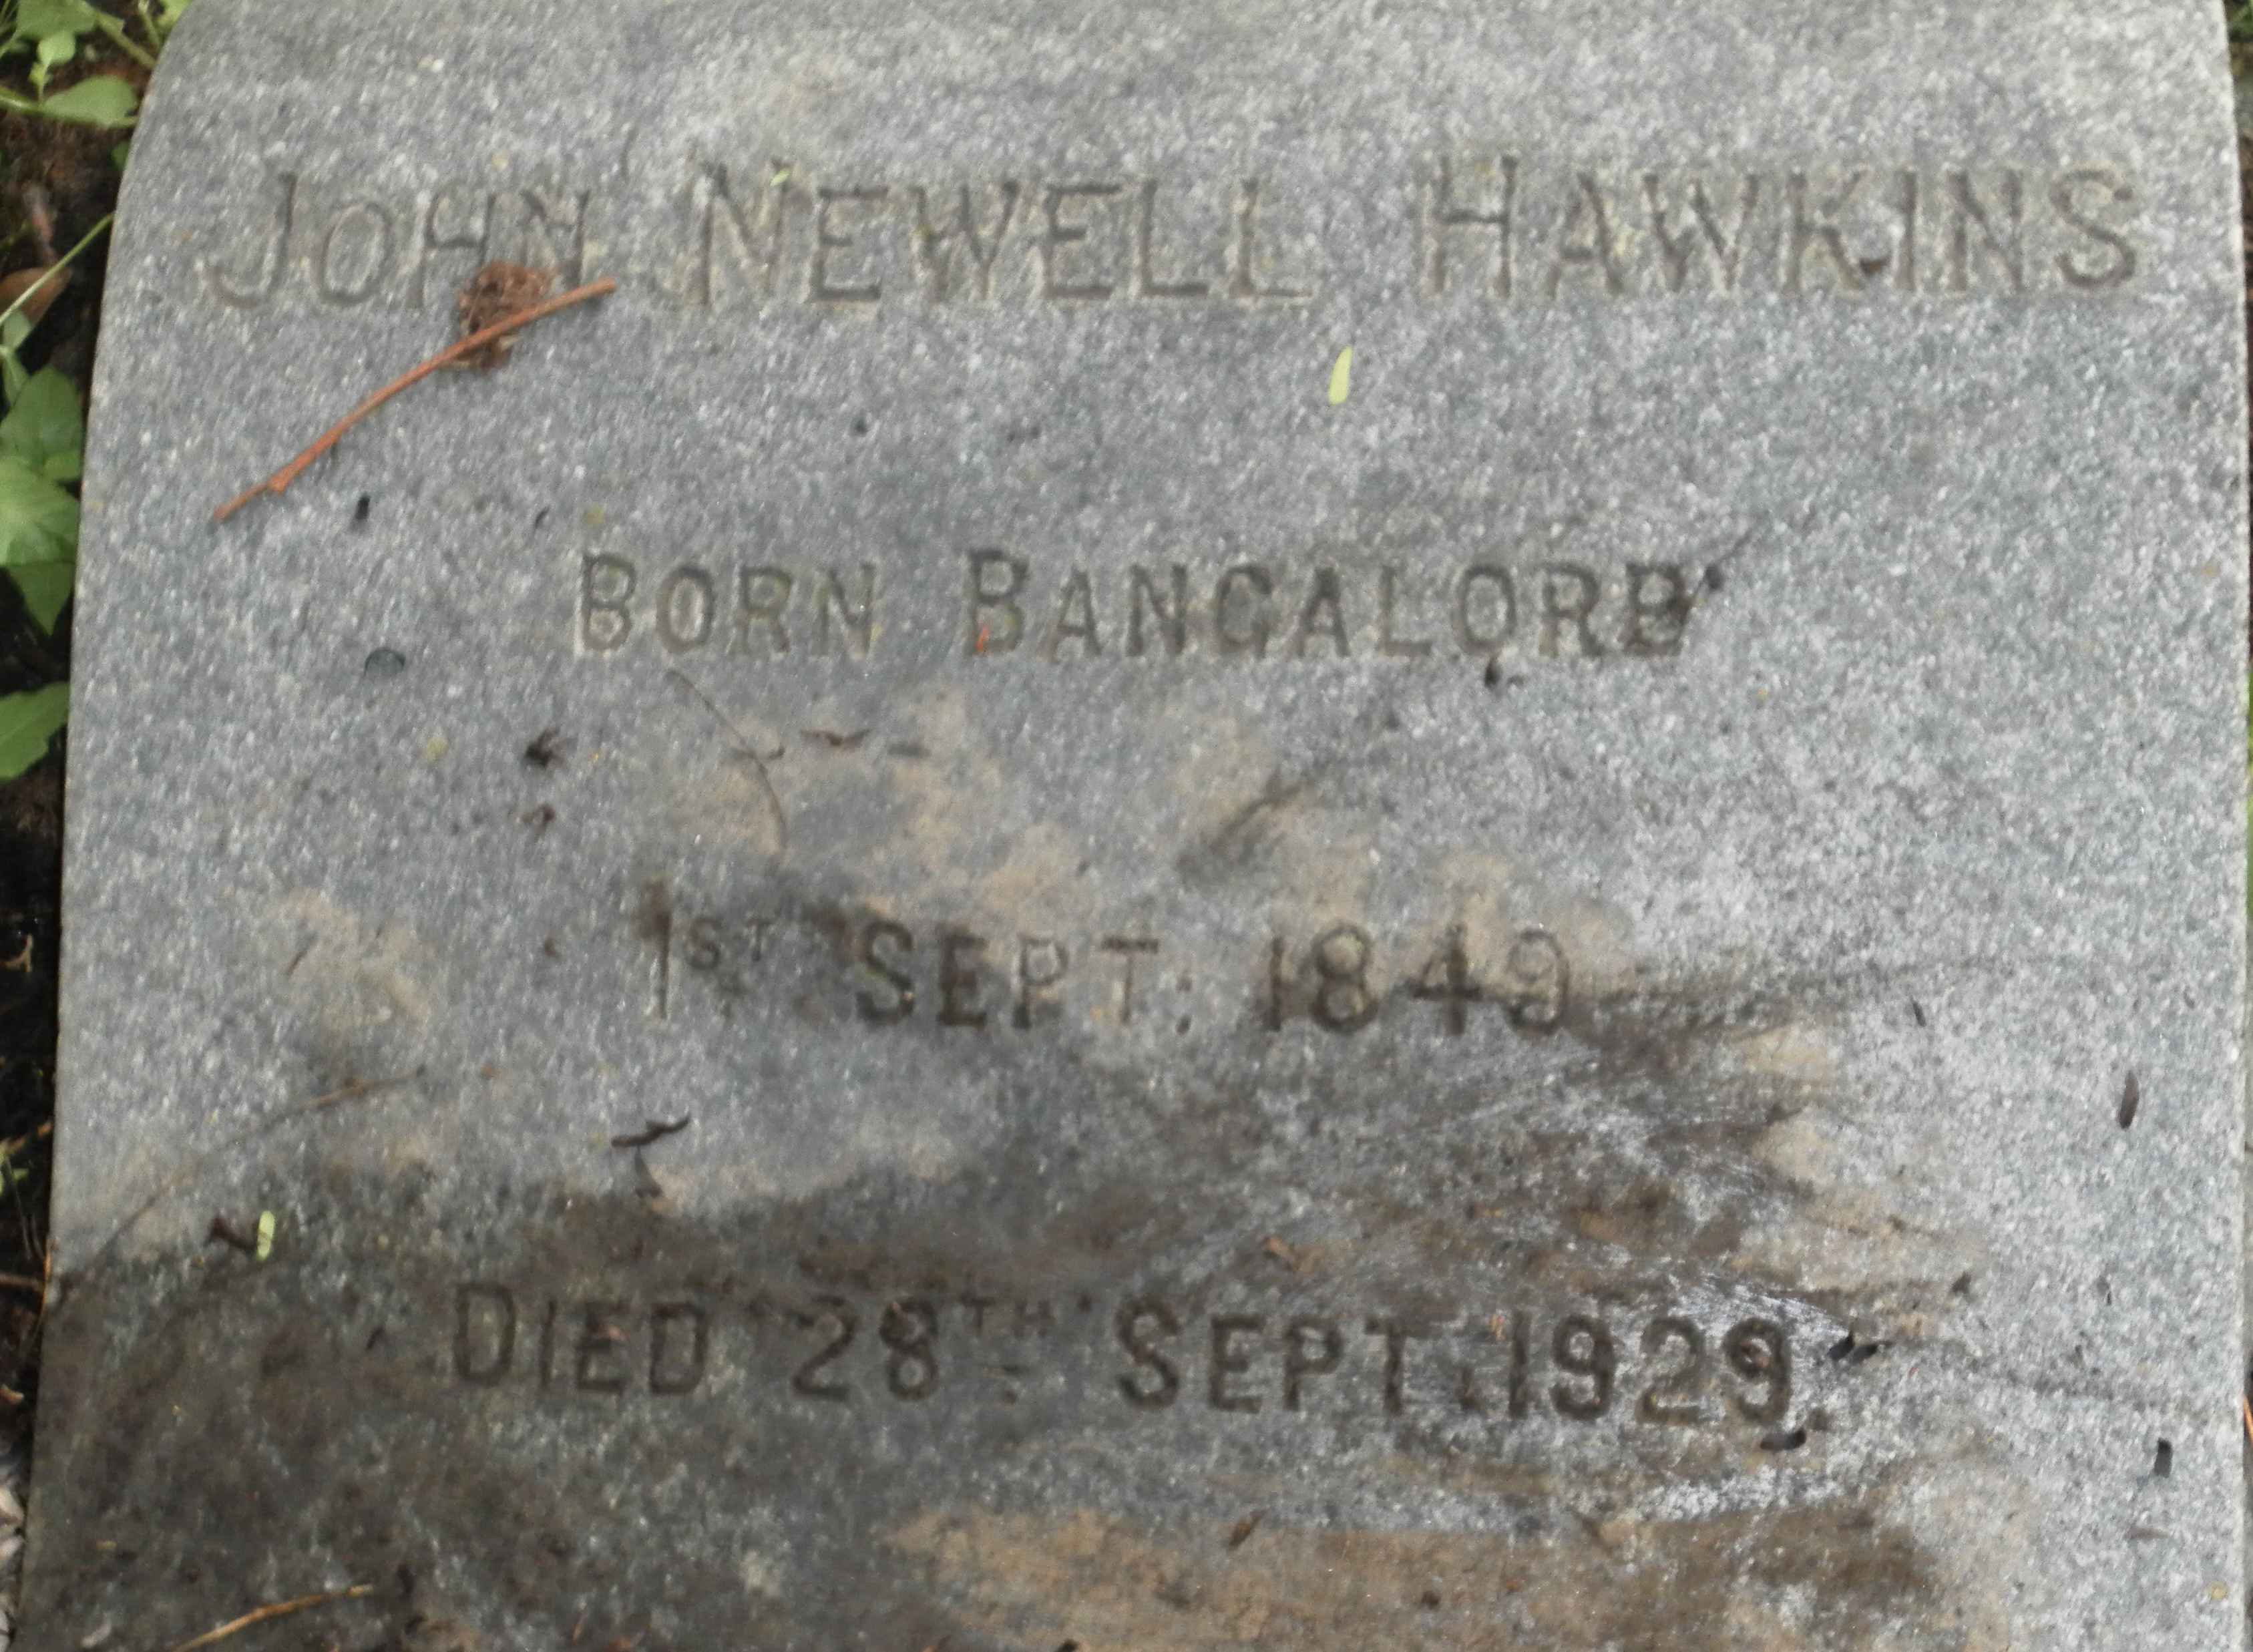 JOHN NEWELL HAWKINS
BORN BANGALORE
1ST SEPT. 1849
DIED 28TH SEPT. 1929.